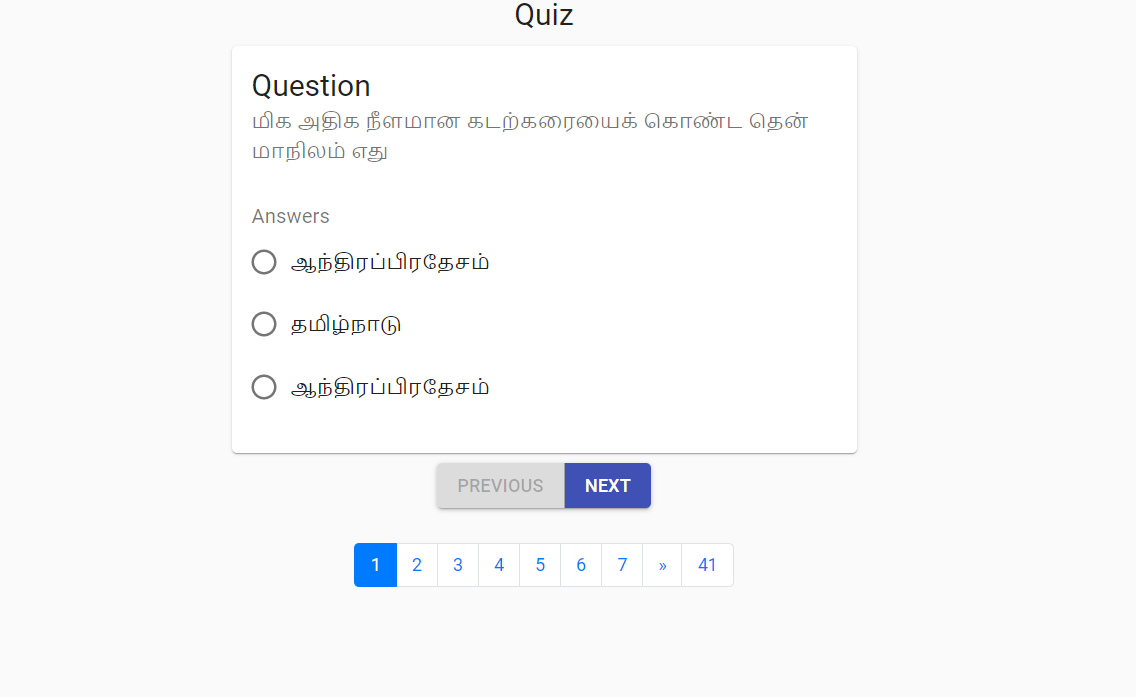 Quiz
Question
மிக அதிக நீளமான கடற்கரையைக் கொண்ட தென்
மாநிலம் எது
Answers
ஆந்திரப்பிரதேசம்
தமிழ்நாடு
ஆந்திரப்பிரதேசம்
PREVIOUS NEXT
1 2 3 4 5 6 7 » 41